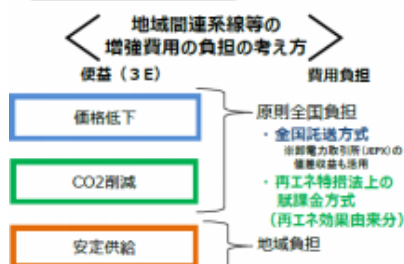 地域間連系線等の
増強費用の負担の考え方
便益（３Ｅ）
費用負担
価格低下
CO2削減
安定供給
原則全国負担
・全国託送方式
※卸電力取引所(JEPX)の
値差収益も活用
・再エネ特措法上の
賦課金方式
（再エネ効果由来分）
地域負担